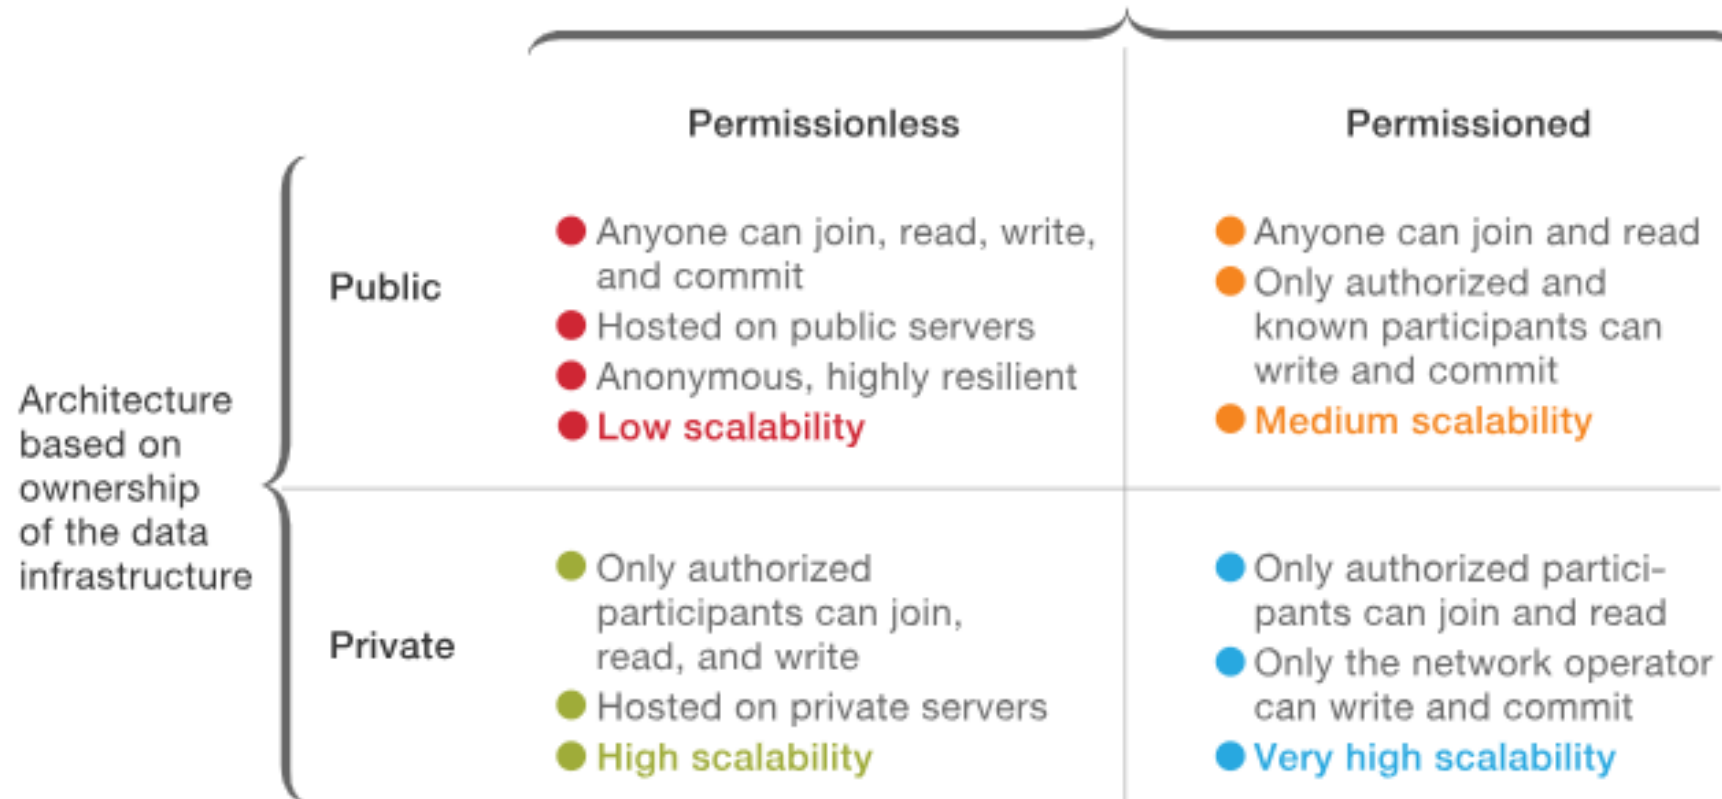 Permissionless
Permissioned
Architecture
based on
ownership
of the data
infrastructure
Public
Anyone can join, read, write,
and commit
Hosted on public servers
Anonymous, highly resilient
Low scalability
Anyone can join and read
Only authorized and
known participants can
write and commit
Medium scalability
Private
Only authorized
participants can join,
read, and write
Hosted on private servers
High scalability
Only authorized partici-
pants can join and read
Only the network operator
can write and commit
Very high scalability